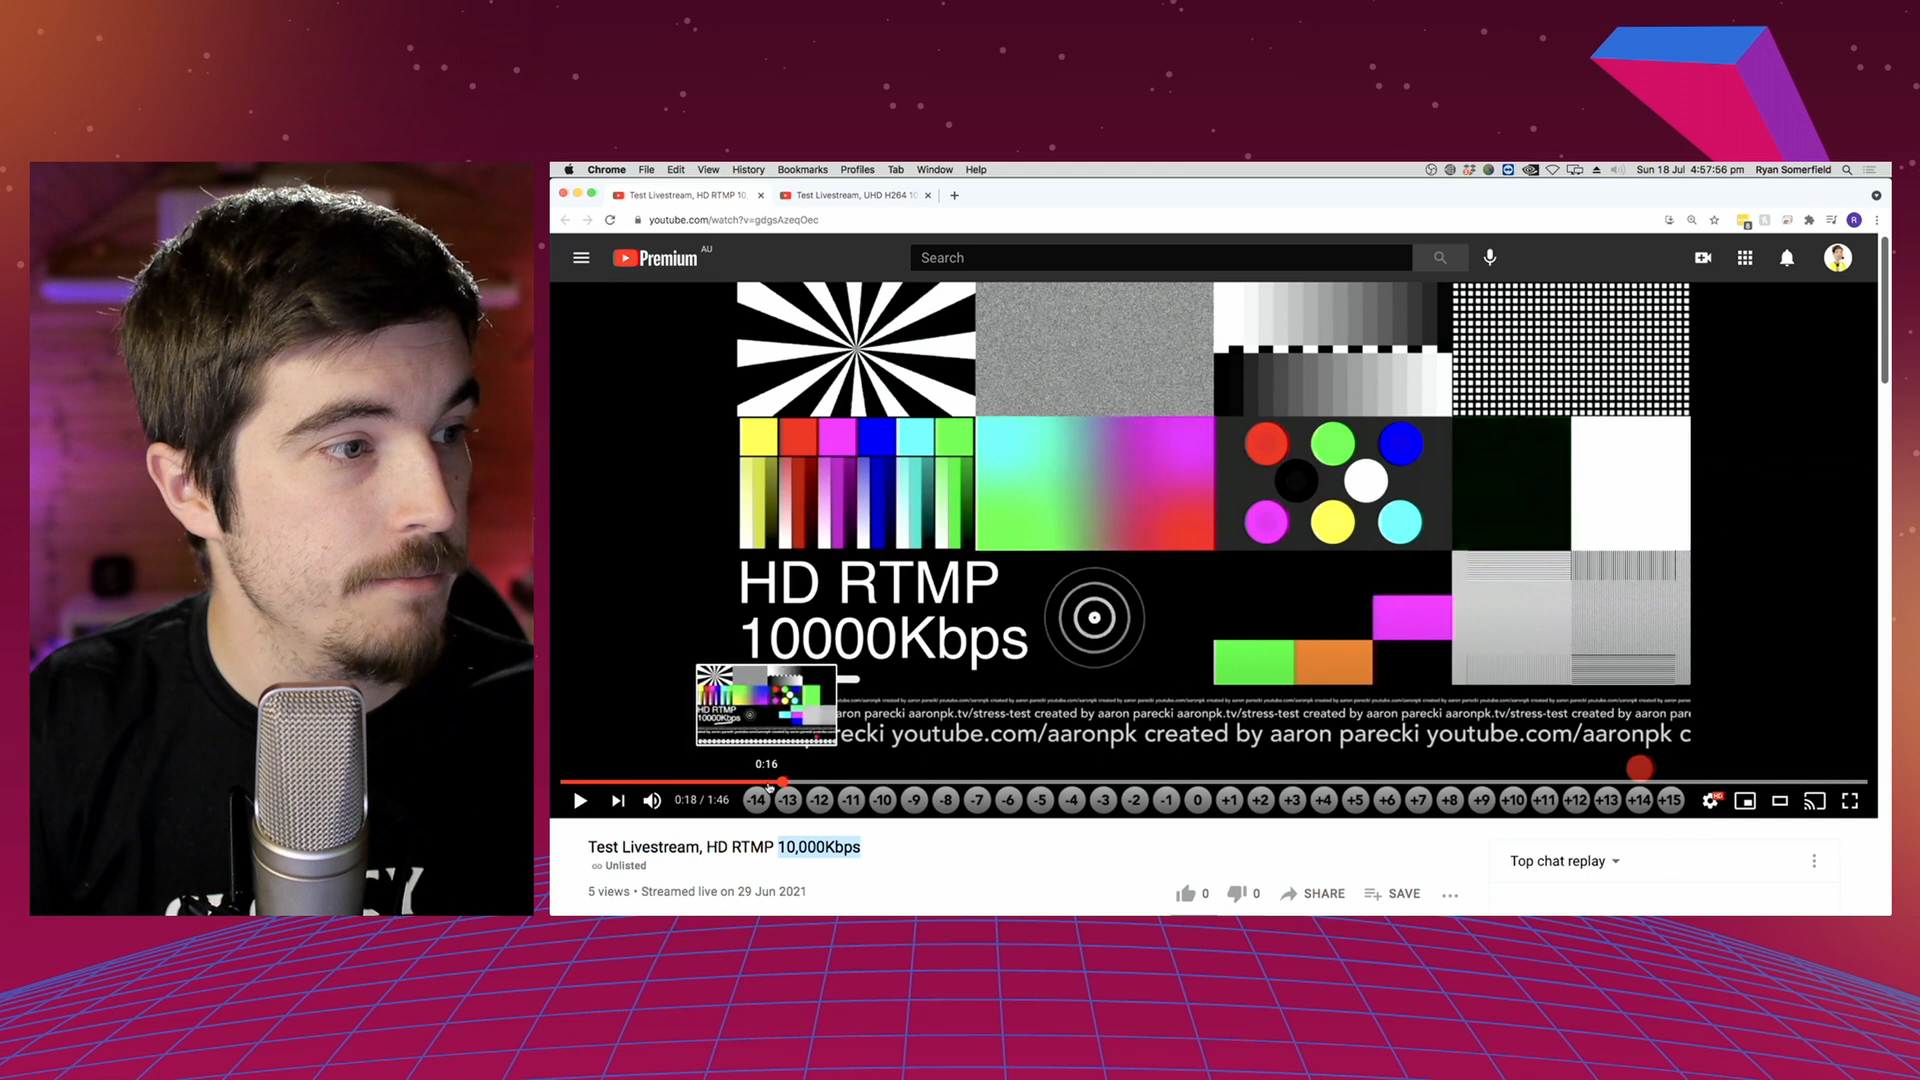 Chrome File Edit View History Bookmarks Profiles Tab Window Help Sun 18 Jul 4:57:56 pm Ryan Somerfield
Test Livestream, HD RTMP 10, Test Livestream, UHD H264 10
youtube.com/watch?v=gdgsAzeqOec R
Premium AU Search
HD RTMP
10000Kbps
HD RTMP
10000Kbps
aron parecki aaronpk.tv/stress-test created by aaron parecki aaronpk.tv/stress-test created by aaron parecki aaronpk.tv/stress-test created by aaron par
recki youtube.com/aaronpk created by aaron parecki youtube.com/aaronpk c
0:16
0:18 / 1:46 -14 -13 -12 -11 -10 -9 -8 -7 -6 -5 -4 -3 -2 -1 0 +1 +2 +3 +4 +5 +6 +7 +8 +9 +10 +11 +12 +13 +14 +15 HD
Test Livestream, HD RTMP 10,000Kbps
Unlisted
5 views • Streamed live on 29 Jun 2021
0 0 SHARE SAVE
Top chat replay